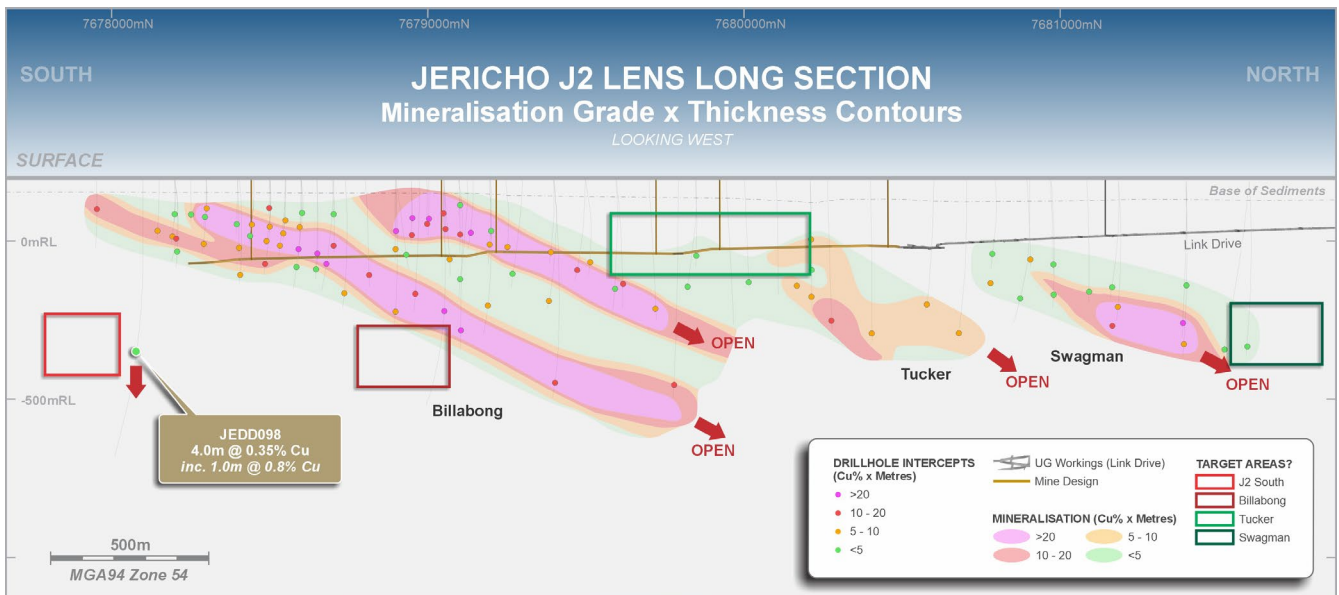 7678000mN
7679000mN
7680000mN
7681000mN
SOUTH
NORTH
JERICHO J2 LENS LONG SECTION
Mineralisation Grade x Thickness Contours
LOOKING WEST
SURFACE
Base of Sediments
0mRL
Link Drive
OPEN
Swagman
Tucker
OPEN
OPEN
-500mRL
Billabong
JEDD098
4.0m @ 0.35% Cu
inc. 1.0m @ 0.8% Cu
OPEN
DRILLHOLE INTERCEPTS
(Cu% x Metres)
>20
10 - 20
5 - 10
<5
UG Workings (Link Drive)
Mine Design
MINERALISATION (Cu% x Metres)
>20
5 - 10
10 - 20
<5
TARGET AREAS?
J2 South
Billabong
Tucker
Swagman
500m
MGA94 Zone 54